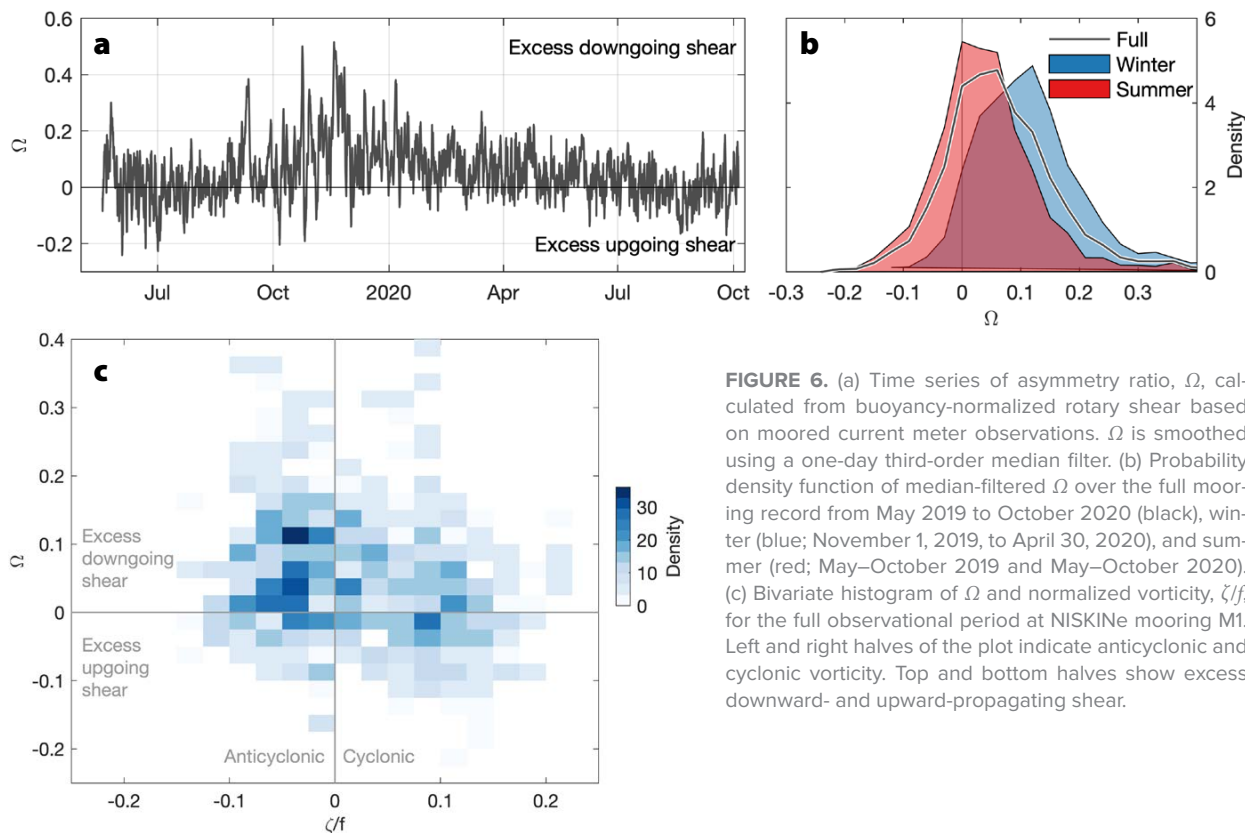 a
Excess downgoing shear
Excess upgoing shear
Ω
0.6
0.4
0.2
0
-0.2
Jul
Oct
2020
Apr
Jul
Oct
b
Full
Winter
Summer
6
4
2
0
Density
-0.3
-0.1
0
0.1
0.3
Ω
c
0.4
0.3
0.2
0.1
0
-0.1
-0.2
Ω
Excess
downgoing
shear
Excess
upgoing
shear
Anticyclonic
Cyclonic
-0.2
-0.1
0
0.1
0.2
ζ/f
30
20
10
0
Density
FIGURE 6. (a) Time series of asymmetry ratio, Ω, cal-
culated from buoyancy-normalized rotary shear based
on moored current meter observations. Ω is smoothed
using a one-day third-order median filter. (b) Probability
density function of median-filtered Ω over the full moor-
ing record from May 2019 to October 2020 (black), win-
ter (blue; November 1, 2019, to April 30, 2020), and sum-
mer (red; May–October 2019 and May–October 2020).
(c) Bivariate histogram of Ω and normalized vorticity, ζ/f,
for the full observational period at NISKINe mooring M1.
Left and right halves of the plot indicate anticyclonic and
cyclonic vorticity. Top and bottom halves show excess
downward- and upward-propagating shear.